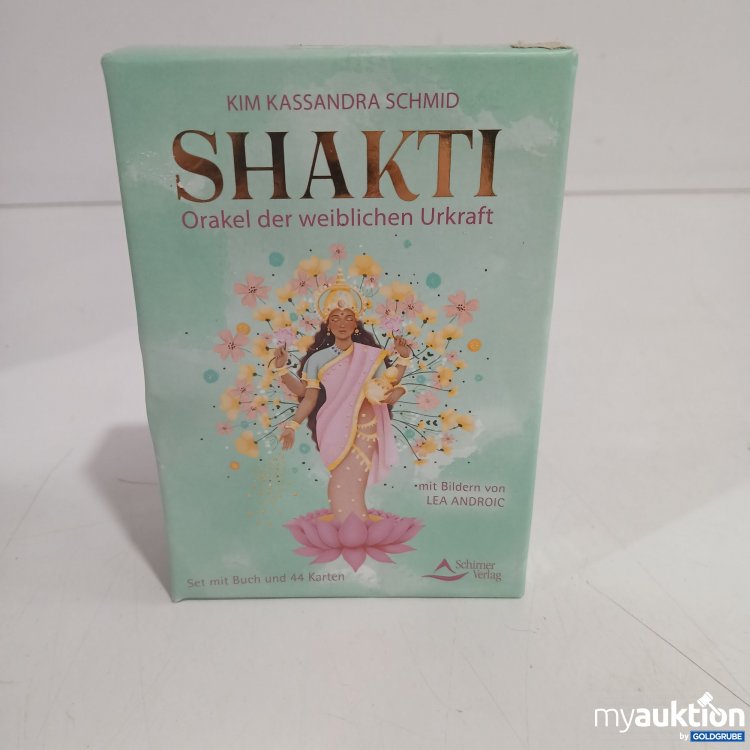 KIM KASSANDRA SCHMID
SHAKTI
Orakel der weiblichen Urkraft
mit Bildern von
LEA ANDROIC
Set mit Buch und 44 Karten
Schirner
Verlag
myauktion
by GOLDGRUBE